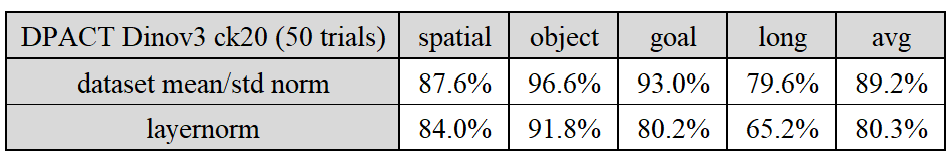 DPACT Dinov3 ck20 (50 trials) spatial object goal long avg
dataset mean/std norm 87.6% 96.6% 93.0% 79.6% 89.2%
layernorm 84.0% 91.8% 80.2% 65.2% 80.3%